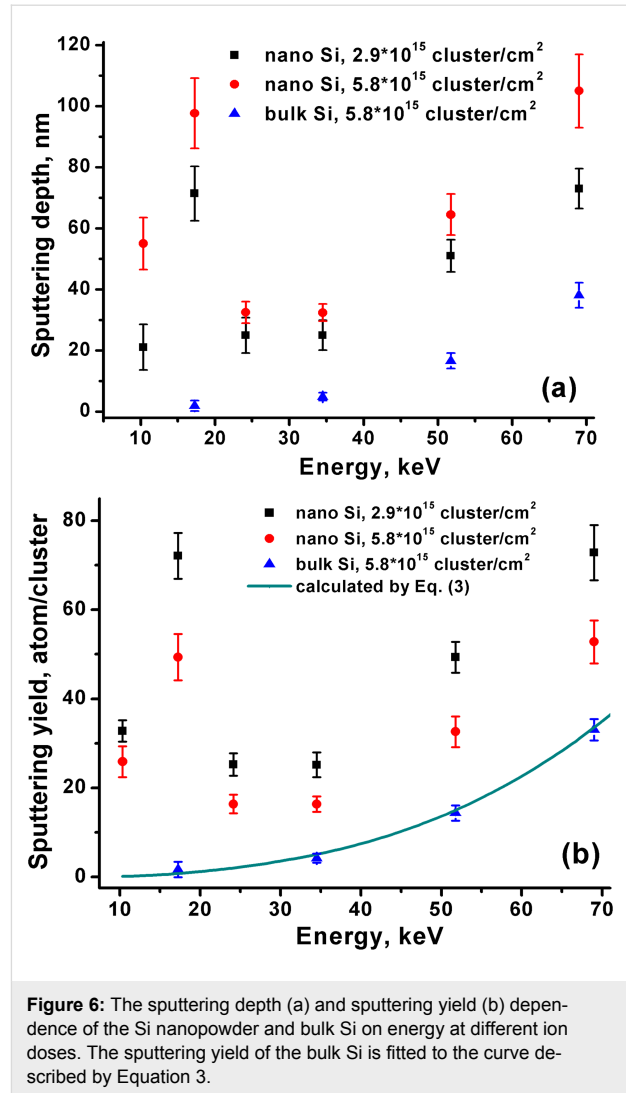 120
100
80
60
40
20
0
Sputtering depth, nm
nano Si, 2.9*10^15 cluster/cm^2
nano Si, 5.8*10^15 cluster/cm^2
bulk Si, 5.8*10^15 cluster/cm^2
(a)
10 20 30 40 50 60 70
Energy, keV
80
60
40
20
0
Sputtering yield, atom/cluster
nano Si, 2.9*10^15 cluster/cm^2
nano Si, 5.8*10^15 cluster/cm^2
bulk Si, 5.8*10^15 cluster/cm^2
calculated by Eq. (3)
(b)
10 20 30 40 50 60 70
Energy, keV
Figure 6: The sputtering depth (a) and sputtering yield (b) depen-
dence of the Si nanopowder and bulk Si on energy at different ion
doses. The sputtering yield of the bulk Si is fitted to the curve de-
scribed by Equation 3.